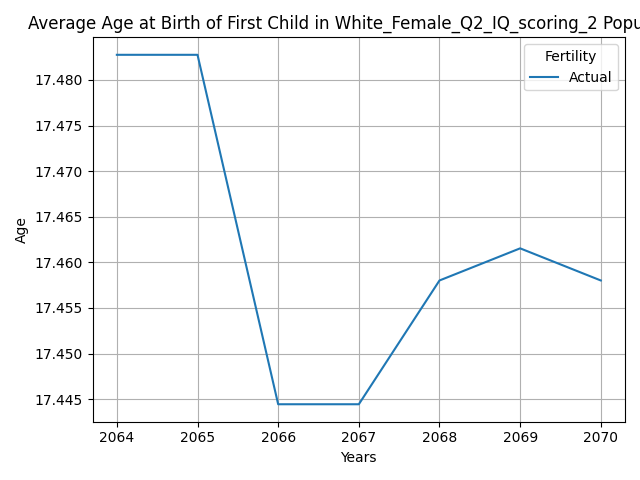 Average Age at Birth of First Child in White_Female_Q2_IQ_scoring_2 Popu
Fertility
Actual
17.480
17.475
17.470
17.465
17.460
17.455
17.450
17.445
Age
2064 2065 2066 2067 2068 2069 2070
Years